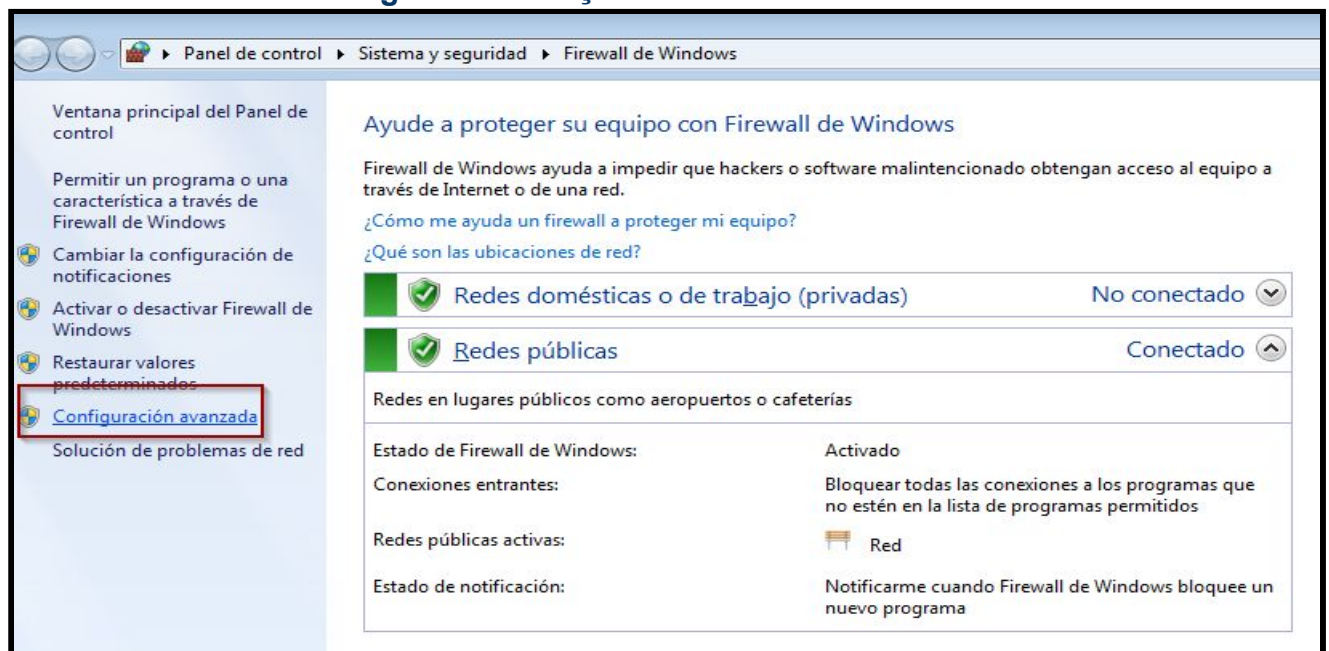 Panel de control ▸ Sistema y seguridad ▸ Firewall de Windows
Ventana principal del Panel de
control
Permitir un programa o una
característica a través de
Firewall de Windows
Cambiar la configuración de
notificaciones
Activar o desactivar Firewall de
Windows
Restaurar valores
predeterminados
Configuración avanzada
Solución de problemas de red
Ayude a proteger su equipo con Firewall de Windows
Firewall de Windows ayuda a impedir que hackers o software malintencionado obtengan acceso al equipo a
través de Internet o de una red.
¿Cómo me ayuda un firewall a proteger mi equipo?
¿Qué son las ubicaciones de red?
Redes domésticas o de trabajo (privadas) No conectado
Redes públicas Conectado
Redes en lugares públicos como aeropuertos o cafeterías
Estado de Firewall de Windows: Activado
Conexiones entrantes: Bloquear todas las conexiones a los programas que
no estén en la lista de programas permitidos
Redes públicas activas: Red
Estado de notificación: Notificarme cuando Firewall de Windows bloquee un
nuevo programa